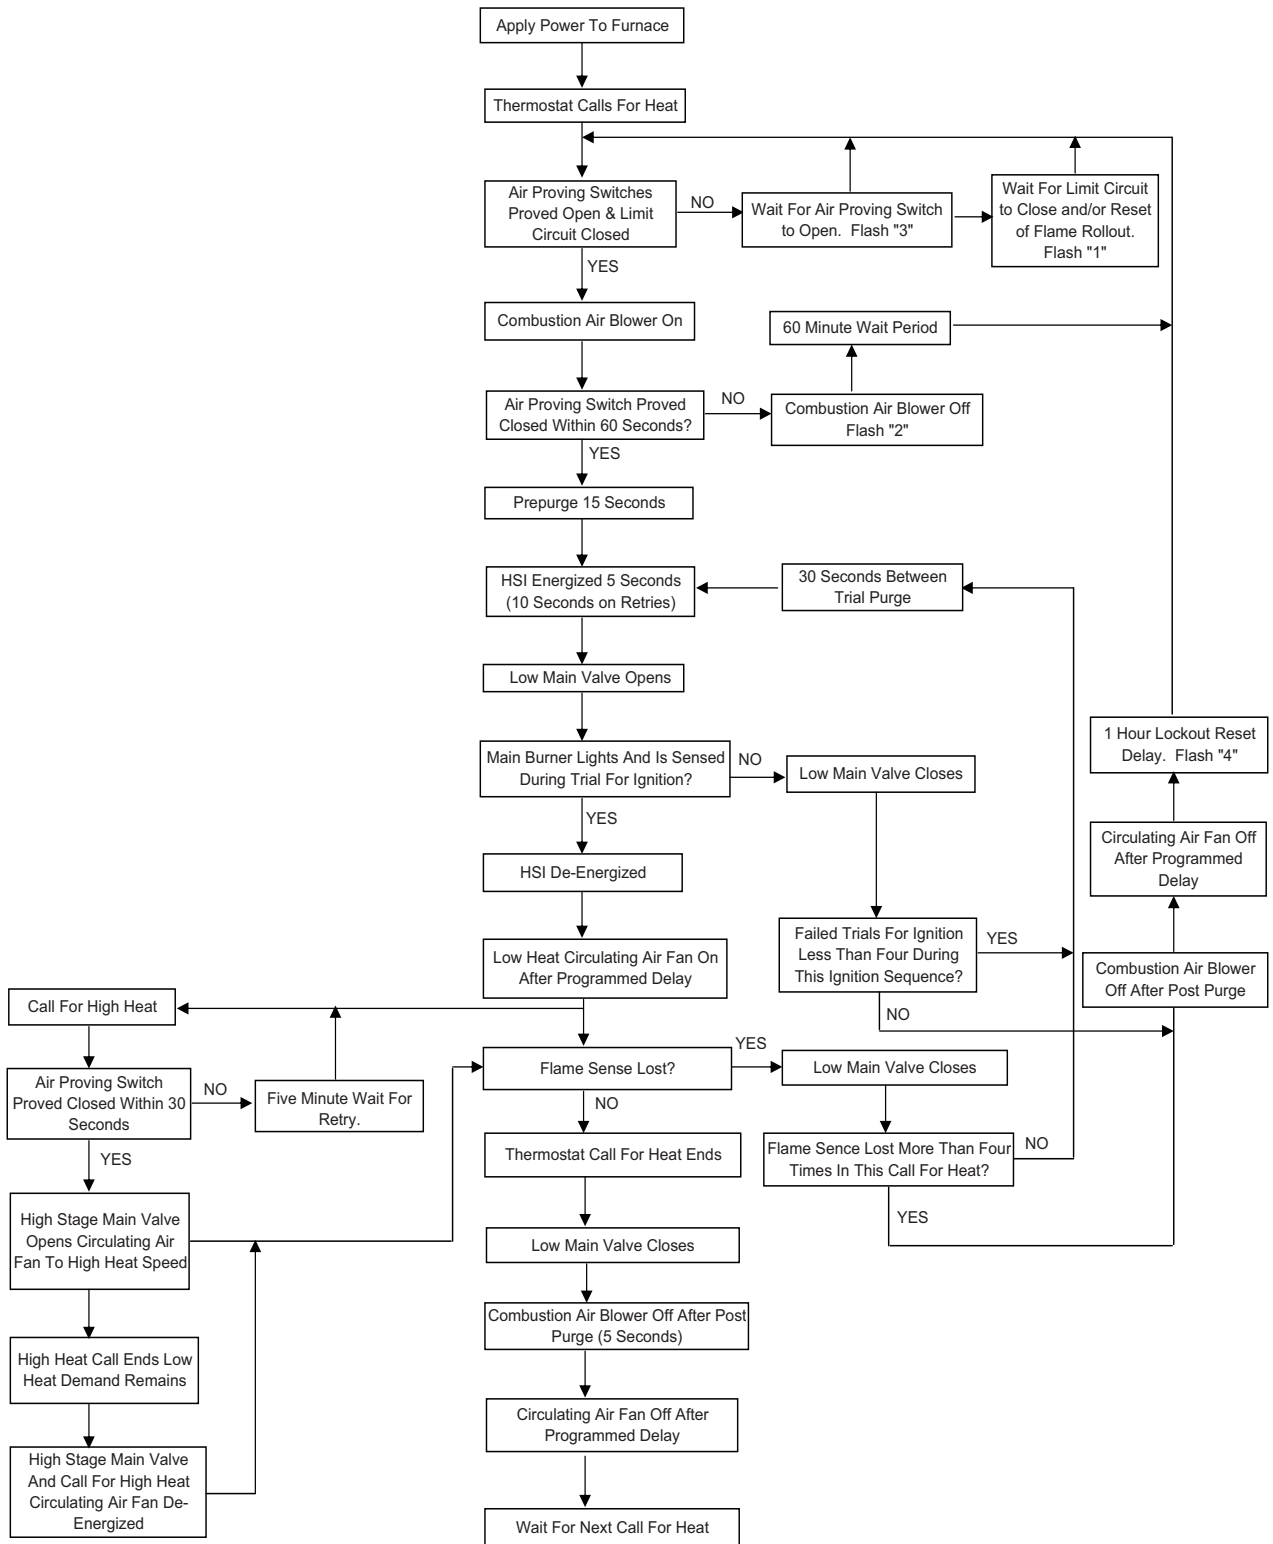 Apply Power To Furnace
Thermostat Calls For Heat
Air Proving Switches
Proved Open & Limit
Circuit Closed
NO
Wait For Air Proving Switch
to Open. Flash "3"
Wait For Limit Circuit
to Close and/or Reset
of Flame Rollout.
Flash "1"
YES
Combustion Air Blower On
60 Minute Wait Period
Air Proving Switch Proved
Closed Within 60 Seconds?
NO
Combustion Air Blower Off
Flash "2"
YES
Prepurge 15 Seconds
HSI Energized 5 Seconds
(10 Seconds on Retries)
30 Seconds Between
Trial Purge
Low Main Valve Opens
Main Burner Lights And Is Sensed
During Trial For Ignition?
NO
Low Main Valve Closes
1 Hour Lockout Reset
Delay. Flash "4"
YES
HSI De-Energized
Circulating Air Fan Off
After Programmed
Delay
Low Heat Circulating Air Fan On
After Programmed Delay
Failed Trials For Ignition
Less Than Four During
This Ignition Sequence?
YES
NO
Combustion Air Blower
Off After Post Purge
Call For High Heat
Air Proving Switch
Proved Closed Within 30
Seconds
NO
Five Minute Wait For
Retry.
YES
Flame Sense Lost?
YES
Low Main Valve Closes
NO
Thermostat Call For Heat Ends
Flame Sence Lost More Than Four
Times In This Call For Heat?
NO
YES
High Stage Main Valve
Opens Circulating Air
Fan To High Heat Speed
Low Main Valve Closes
Combustion Air Blower Off After Post
Purge (5 Seconds)
High Heat Call Ends Low
Heat Demand Remains
Circulating Air Fan Off After
Programmed Delay
High Stage Main Valve
And Call For High Heat
Circulating Air Fan De-
Energized
Wait For Next Call For Heat